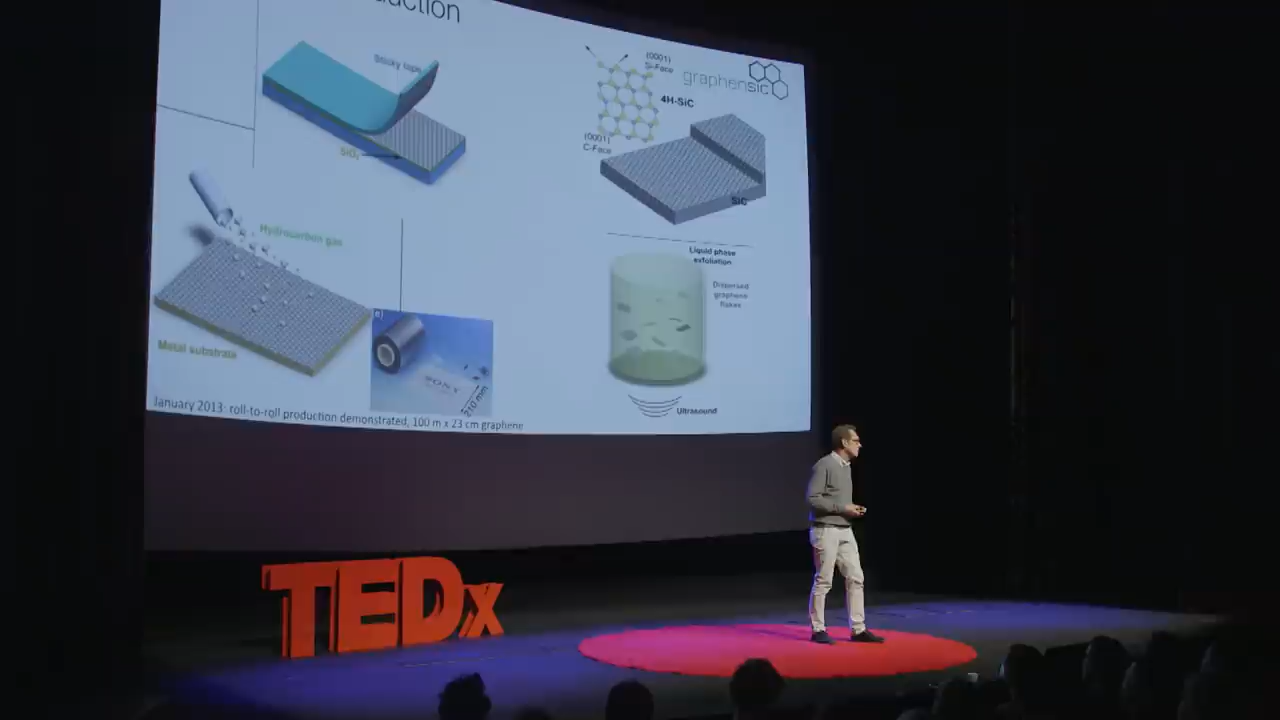 uction
Sticky tape
SiO₂
(0001)
Si-Face
graphensic
4H-SiC
(0001)
C-Face
SiC
Hydrocarbon gas
Metal substrate
SONY
210 mm
Liquid phase
exfoliation
Dispersed
graphene
flakes
Ultrasound
January 2013: roll-to-roll production demonstrated, 100 m x 23 cm graphene
TEDx